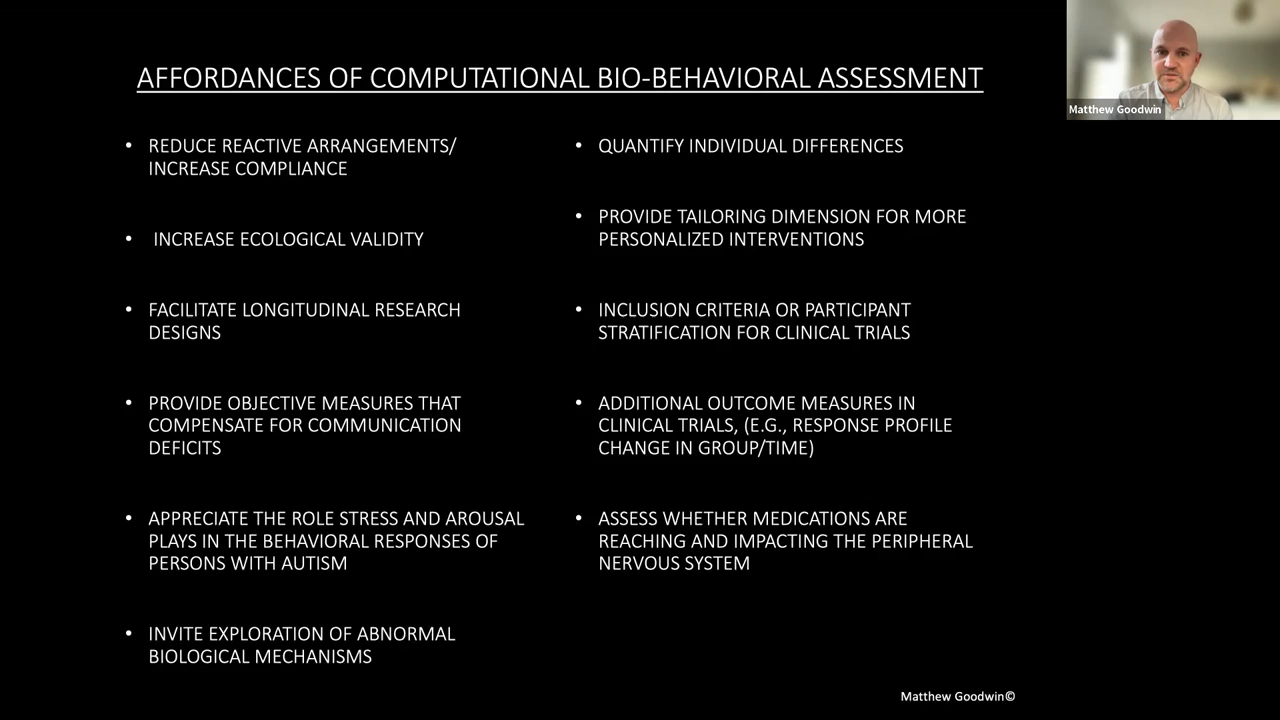 AFFORDANCES OF COMPUTATIONAL BIO-BEHAVIORAL ASSESSMENT
• REDUCE REACTIVE ARRANGEMENTS/
INCREASE COMPLIANCE
• INCREASE ECOLOGICAL VALIDITY
• FACILITATE LONGITUDINAL RESEARCH
DESIGNS
• PROVIDE OBJECTIVE MEASURES THAT
COMPENSATE FOR COMMUNICATION
DEFICITS
• APPRECIATE THE ROLE STRESS AND AROUSAL
PLAYS IN THE BEHAVIORAL RESPONSES OF
PERSONS WITH AUTISM
• INVITE EXPLORATION OF ABNORMAL
BIOLOGICAL MECHANISMS
• QUANTIFY INDIVIDUAL DIFFERENCES
• PROVIDE TAILORING DIMENSION FOR MORE
PERSONALIZED INTERVENTIONS
• INCLUSION CRITERIA OR PARTICIPANT
STRATIFICATION FOR CLINICAL TRIALS
• ADDITIONAL OUTCOME MEASURES IN
CLINICAL TRIALS, (E.G., RESPONSE PROFILE
CHANGE IN GROUP/TIME)
• ASSESS WHETHER MEDICATIONS ARE
REACHING AND IMPACTING THE PERIPHERAL
NERVOUS SYSTEM
Matthew Goodwin©
Matthew Goodwin